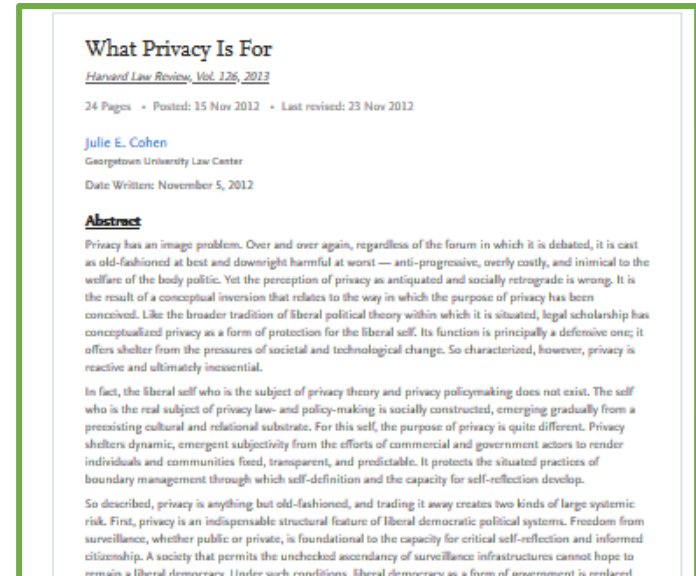 What Privacy Is For
Harvard Law Review, Vol. 126, 2013
24 Pages • Posted: 15 Nov 2012 • Last revised: 23 Nov 2012
Julie E. Cohen
Georgetown University Law Center
Date Written: November 5, 2012
Abstract
Privacy has an image problem. Over and over again, regardless of the forum in which it is debated, it is cast
as old-fashioned at best and downright harmful at worst — anti-progressive, overly costly, and inimical to the
welfare of the body politic. Yet the perception of privacy as antiquated and socially retrograde is wrong. It is
the result of a conceptual inversion that relates to the way in which the purpose of privacy has been
conceived. Like the broader tradition of liberal political theory within which it is situated, legal scholarship has
conceptualized privacy as a form of protection for the liberal self. Its function is principally a defensive one; it
offers shelter from the pressures of societal and technological change. So characterized, however, privacy is
reactive and ultimately inessential.
In fact, the liberal self who is the subject of privacy theory and privacy policymaking does not exist. The self
who is the real subject of privacy law- and policy-making is socially constructed, emerging gradually from a
preexisting cultural and relational substrate. For this self, the purpose of privacy is quite different. Privacy
shelters dynamic, emergent subjectivity from the efforts of commercial and government actors to render
individuals and communities fixed, transparent, and predictable. It protects the situated practices of
boundary management through which self-definition and the capacity for self-reflection develop.
So described, privacy is anything but old-fashioned, and trading it away creates two kinds of large systemic
risk. First, privacy is an indispensable structural feature of liberal democratic political systems. Freedom from
surveillance, whether public or private, is foundational to the capacity for critical self-reflection and informed
citizenship. A society that permits the unchecked ascendancy of surveillance infrastructures cannot hope to
remain a liberal democracy. Under such conditions, liberal democracy as a form of government is replaced